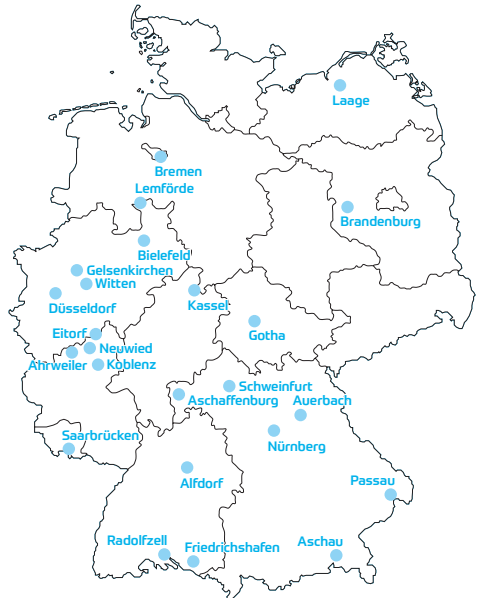 Laage
Bremen
Lemförde
Brandenburg
Bielefeld
Gelsenkirchen
Witten
Düsseldorf
Kassel
Gotha
Eitorf
Neuwied
Ahrweiler
Koblenz
Schweinfurt
Aschaffenburg
Auerbach
Saarbrücken
Nürnberg
Alfdorf
Passau
Radolfzell
Friedrichshafen
Aschau